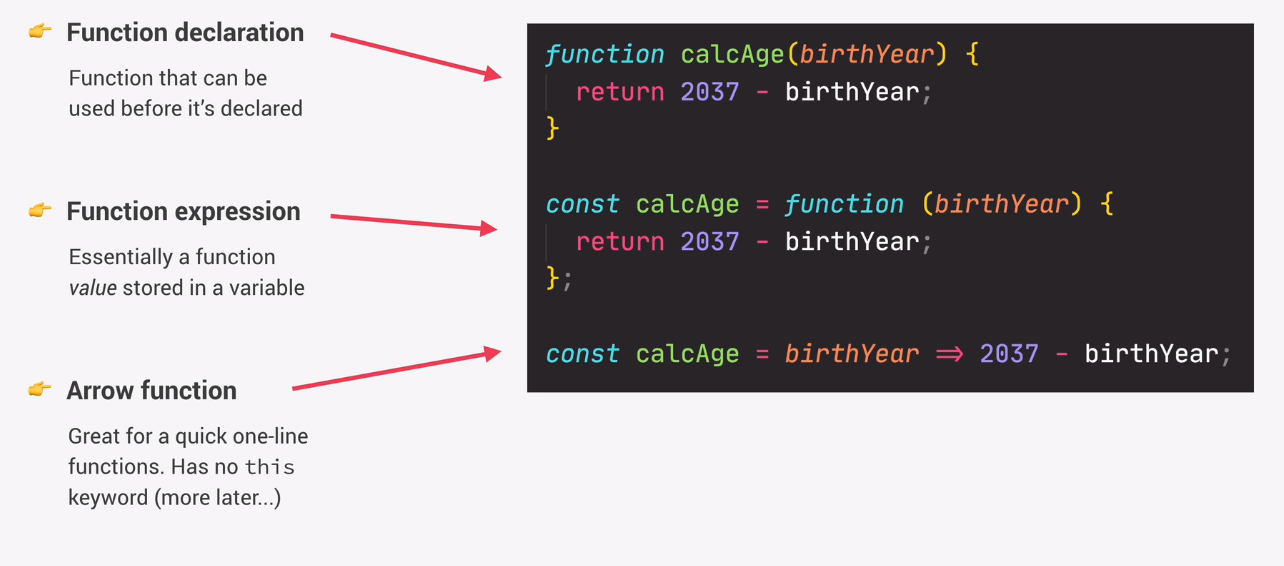 👉 Function declaration
Function that can be
used before it’s declared
👉 Function expression
Essentially a function
value stored in a variable
👉 Arrow function
Great for a quick one-line
functions. Has no this
keyword (more later...)
function calcAge(birthYear) {
  return 2037 - birthYear;
}
const calcAge = function (birthYear) {
  return 2037 - birthYear;
};
const calcAge = birthYear => 2037 - birthYear;